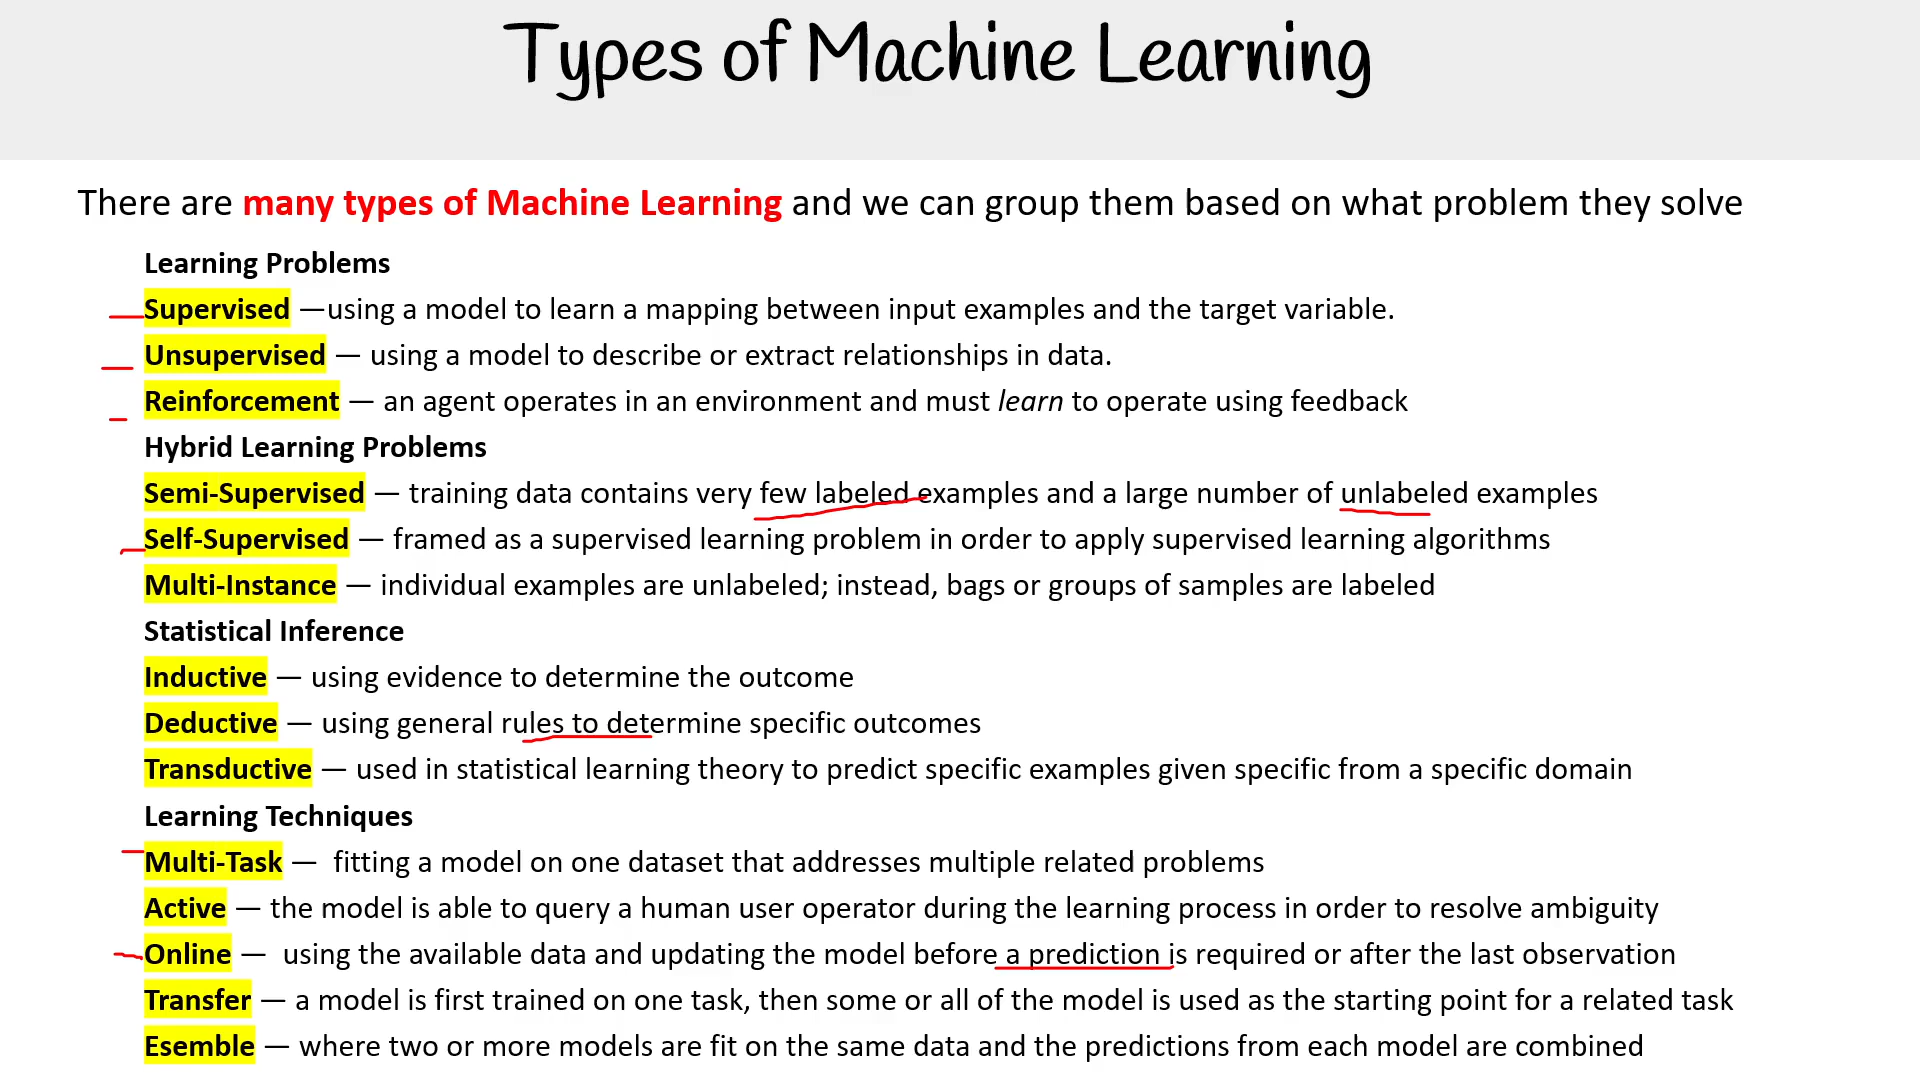 Types of Machine Learning
There are many types of Machine Learning and we can group them based on what problem they solve
Learning Problems
Supervised —using a model to learn a mapping between input examples and the target variable.
Unsupervised — using a model to describe or extract relationships in data.
Reinforcement — an agent operates in an environment and must learn to operate using feedback
Hybrid Learning Problems
Semi-Supervised — training data contains very few labeled examples and a large number of unlabeled examples
Self-Supervised — framed as a supervised learning problem in order to apply supervised learning algorithms
Multi-Instance — individual examples are unlabeled; instead, bags or groups of samples are labeled
Statistical Inference
Inductive — using evidence to determine the outcome
Deductive — using general rules to determine specific outcomes
Transductive — used in statistical learning theory to predict specific examples given specific from a specific domain
Learning Techniques
Multi-Task — fitting a model on one dataset that addresses multiple related problems
Active — the model is able to query a human user operator during the learning process in order to resolve ambiguity
Online — using the available data and updating the model before a prediction is required or after the last observation
Transfer — a model is first trained on one task, then some or all of the model is used as the starting point for a related task
Esemble — where two or more models are fit on the same data and the predictions from each model are combined